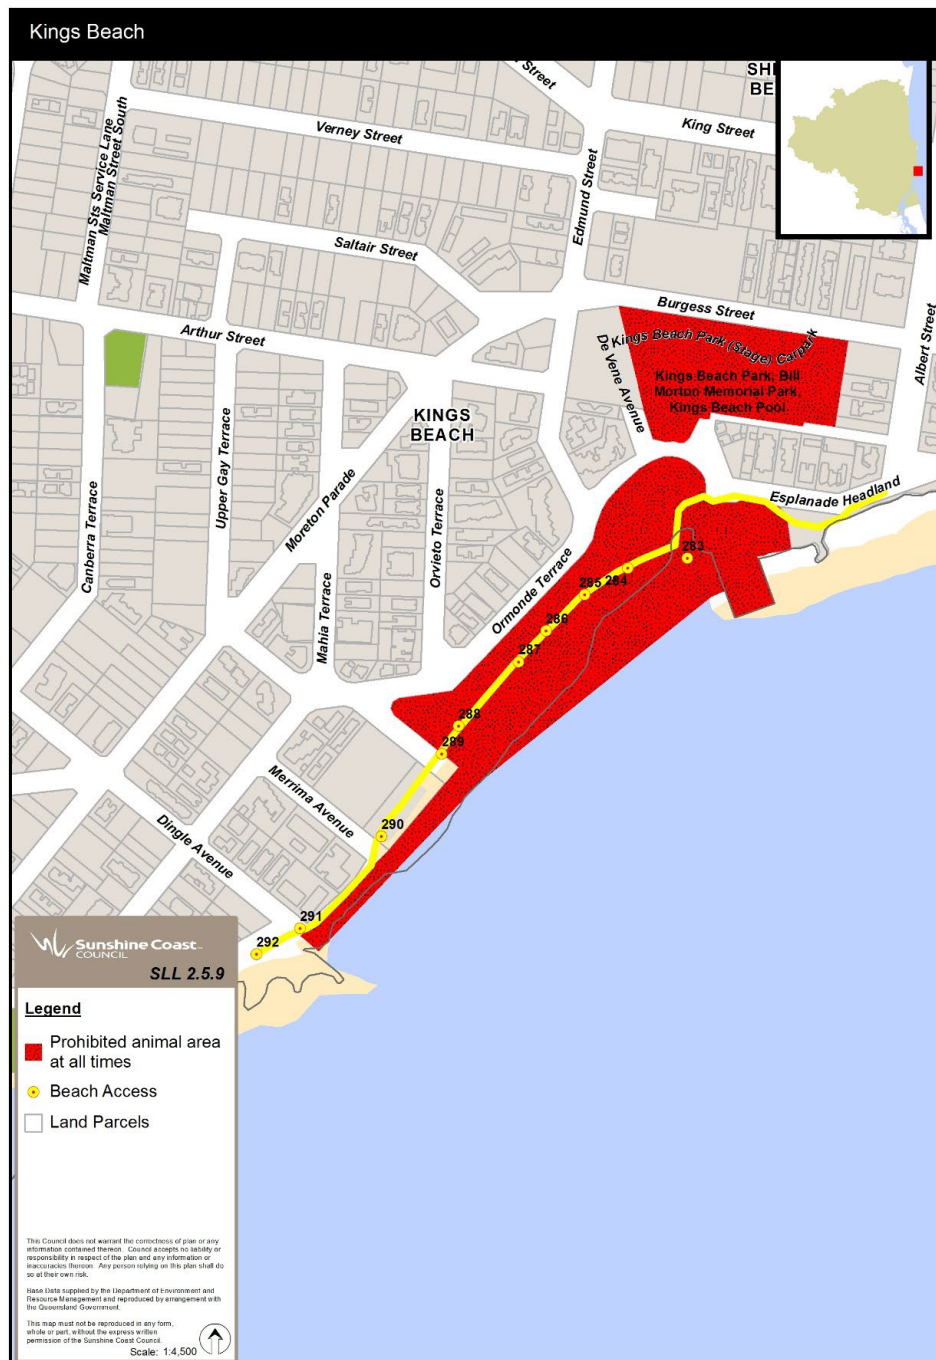 Kings Beach
Street
SHE
BE
King Street
Verney Street
Maltman Sts Service Lane
Maltman Street South
Edmund Street
Saltair Street
Burgess Street
Albert Street
Arthur Street
Kings Beach Park (Stage) Carpark
De Vene Avenue
Kings Beach Park, Bill
Morton Memorial Park,
Kings Beach Pool
KINGS
BEACH
Upper Gay Terrace
Moreton Parade
Canberra Terrace
Orvieto Terrace
Esplanade Headland
Mahia Terrace
Ormonde Terrace
283
284
285
286
287
288
289
Merrima Avenue
290
Dingle Avenue
291
292
Sunshine Coast
COUNCIL
SLL 2.5.9
Legend
Prohibited animal area
at all times
Beach Access
Land Parcels
This Council does not warrant the correctness of plan or any
information contained thereon. Council accepts no liability or
responsibility in respect of the plan and any information or
inaccuracies thereon. Any person relying on this plan shall do
so at their own risk.
Base Data supplied by the Department of Environment and
Resource Management and reproduced by arrangement with
the Queensland Government.
This map must not be reproduced in any form,
whole or part, without the express written
permission of the Sunshine Coast Council.
Scale: 1:4,500